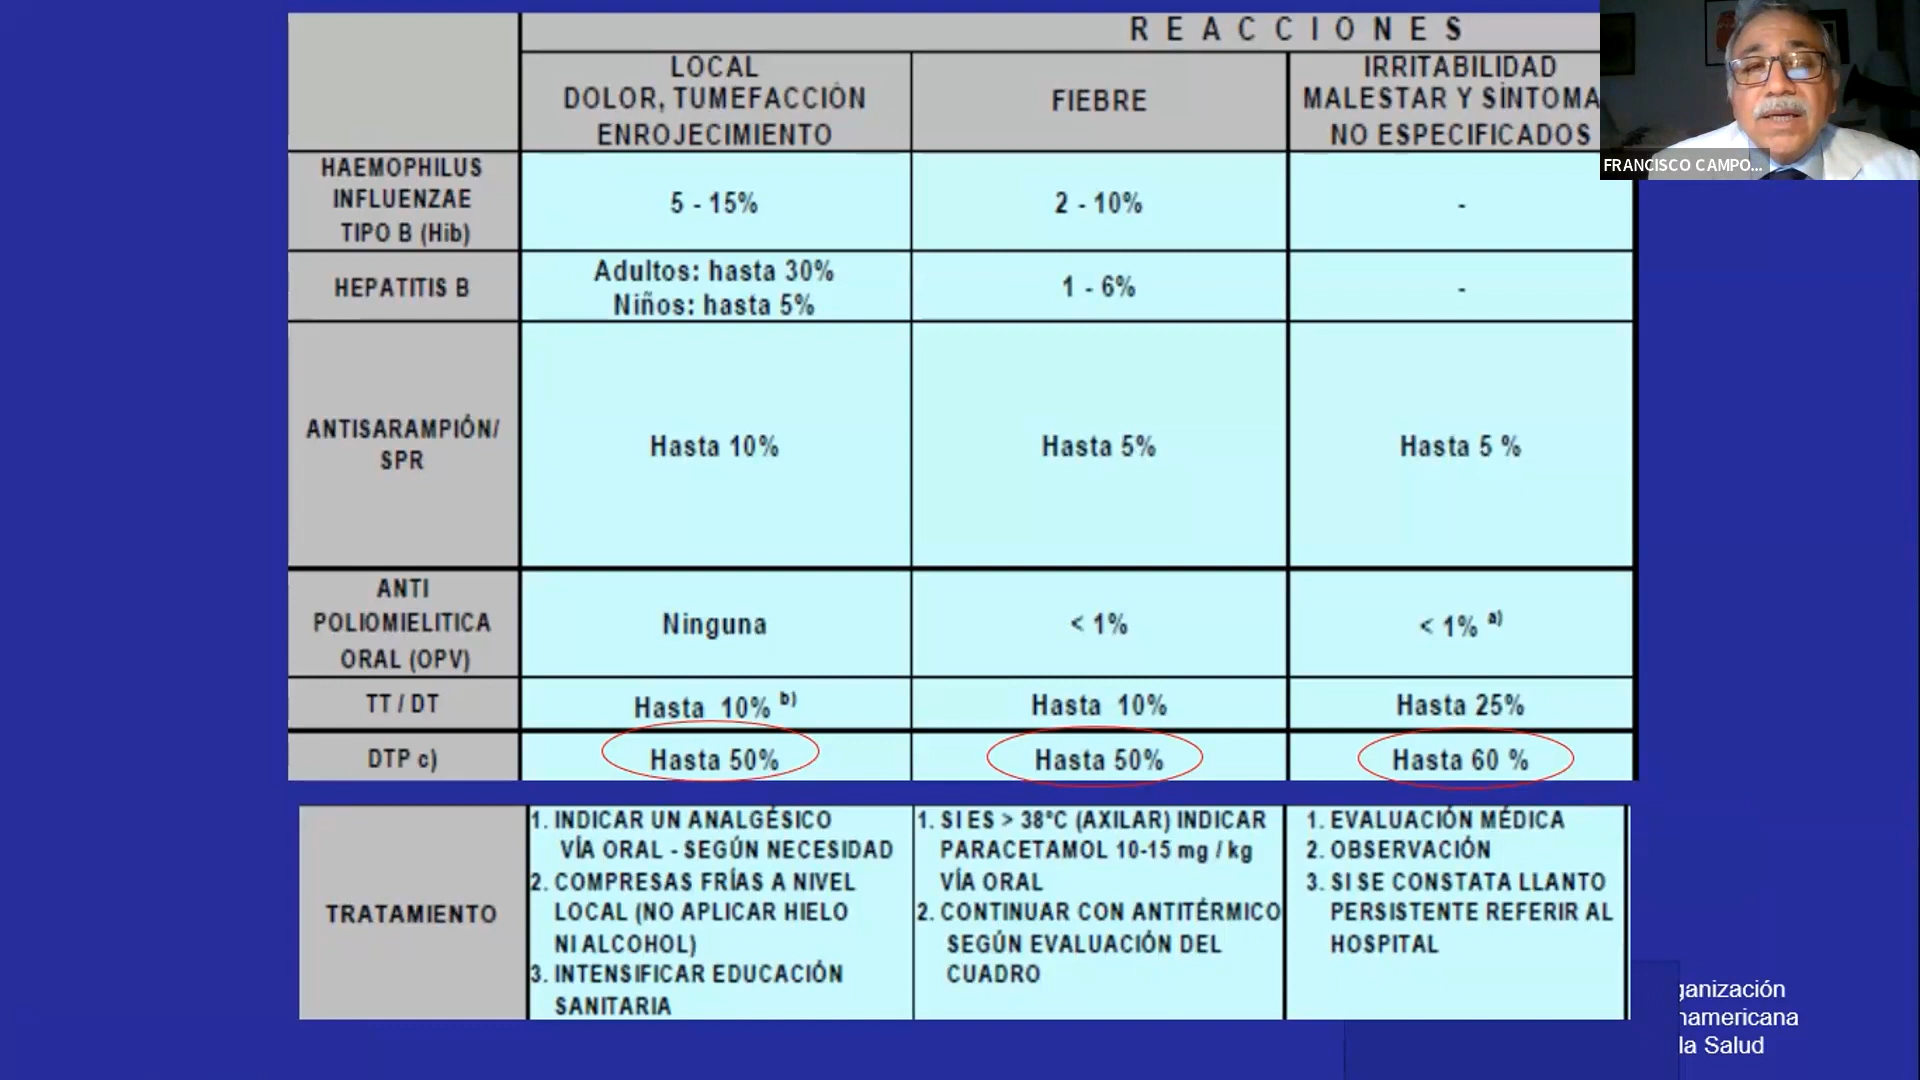 REACCIONES
LOCAL
DOLOR, TUMEFACCIÓN
ENROJECIMIENTO
FIEBRE
IRRITABILIDAD
MALESTAR Y SÍNTOMA
NO ESPECIFICADOS
FRANCISCO CAMPO...
HAEMOPHILUS
INFLUENZAE
TIPO B (Hib)
5 - 15%
2 - 10%
-
HEPATITIS B
Adultos: hasta 30%
Niños: hasta 5%
1 - 6%
-
ANTISARAMPIÓN/
SPR
Hasta 10%
Hasta 5%
Hasta 5 %
ANTI
POLIOMIELITICA
ORAL (OPV)
Ninguna
< 1%
< 1% a)
TT / DT
Hasta 10% b)
Hasta 10%
Hasta 25%
DTP c)
Hasta 50%
Hasta 50%
Hasta 60 %
TRATAMIENTO
1. INDICAR UN ANALGÉSICO
VÍA ORAL - SEGÚN NECESIDAD
2. COMPRESAS FRÍAS A NIVEL
LOCAL (NO APLICAR HIELO
NI ALCOHOL)
3. INTENSIFICAR EDUCACIÓN
SANITARIA
1. SI ES > 38°C (AXILAR) INDICAR
PARACETAMOL 10-15 mg / kg
VÍA ORAL
2. CONTINUAR CON ANTITÉRMICO
SEGÚN EVALUACIÓN DEL
CUADRO
1. EVALUACIÓN MÉDICA
2. OBSERVACIÓN
3. SI SE CONSTATA LLANTO
PERSISTENTE REFERIR AL
HOSPITAL
ganización
namericana
la Salud